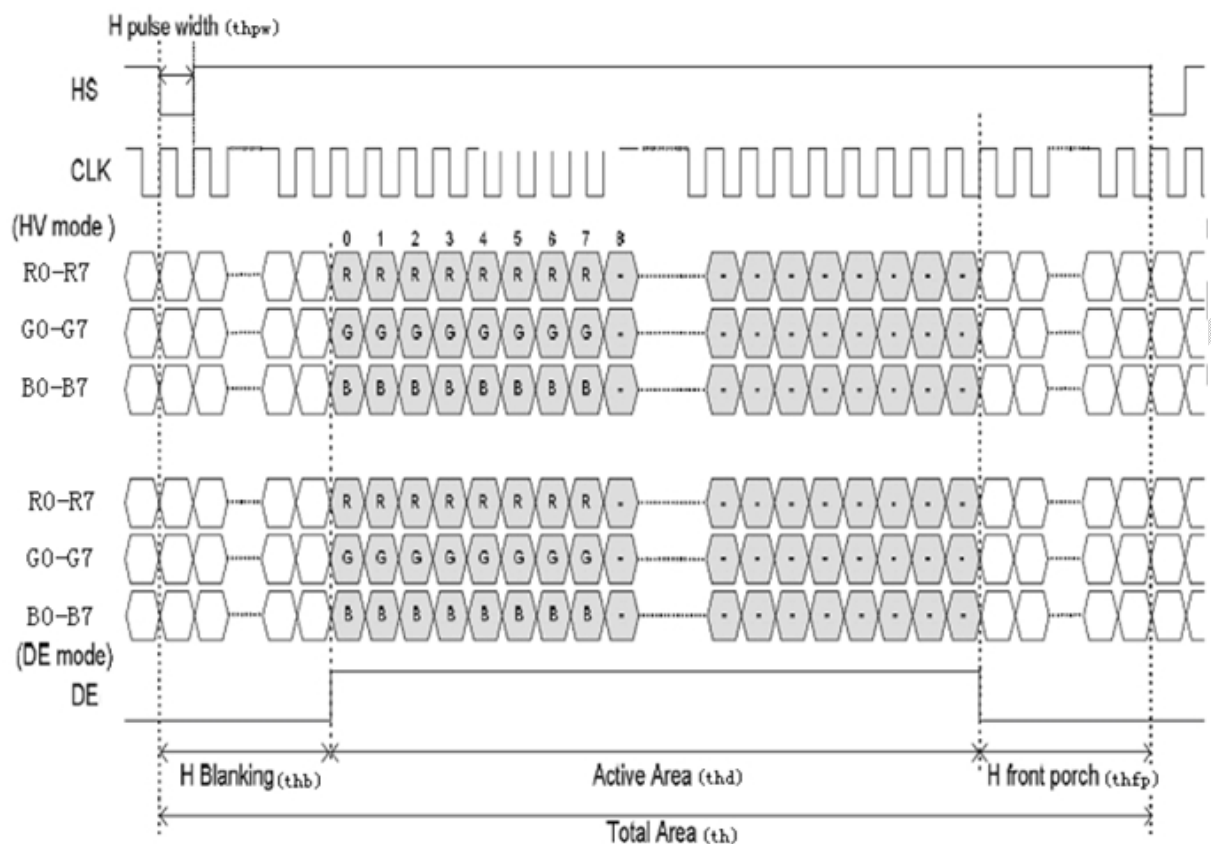 H pulse width (thpw)
HS
CLK
(HV mode )
0 1 2 3 4 5 6 7 8
R0-R7 R R R R R R R R - - - - - - - - -
G0-G7 G G G G G G G G - - - - - - - - -
B0-B7 B B B B B B B B - - - - - - - - -
R0-R7 R R R R R R R R - - - - - - - - -
G0-G7 G G G G G G G G - - - - - - - - -
B0-B7 B B B B B B B B - - - - - - - - -
(DE mode)
DE
H Blanking (thb) Active Area (thd) H front porch (thfp)
Total Area (th)